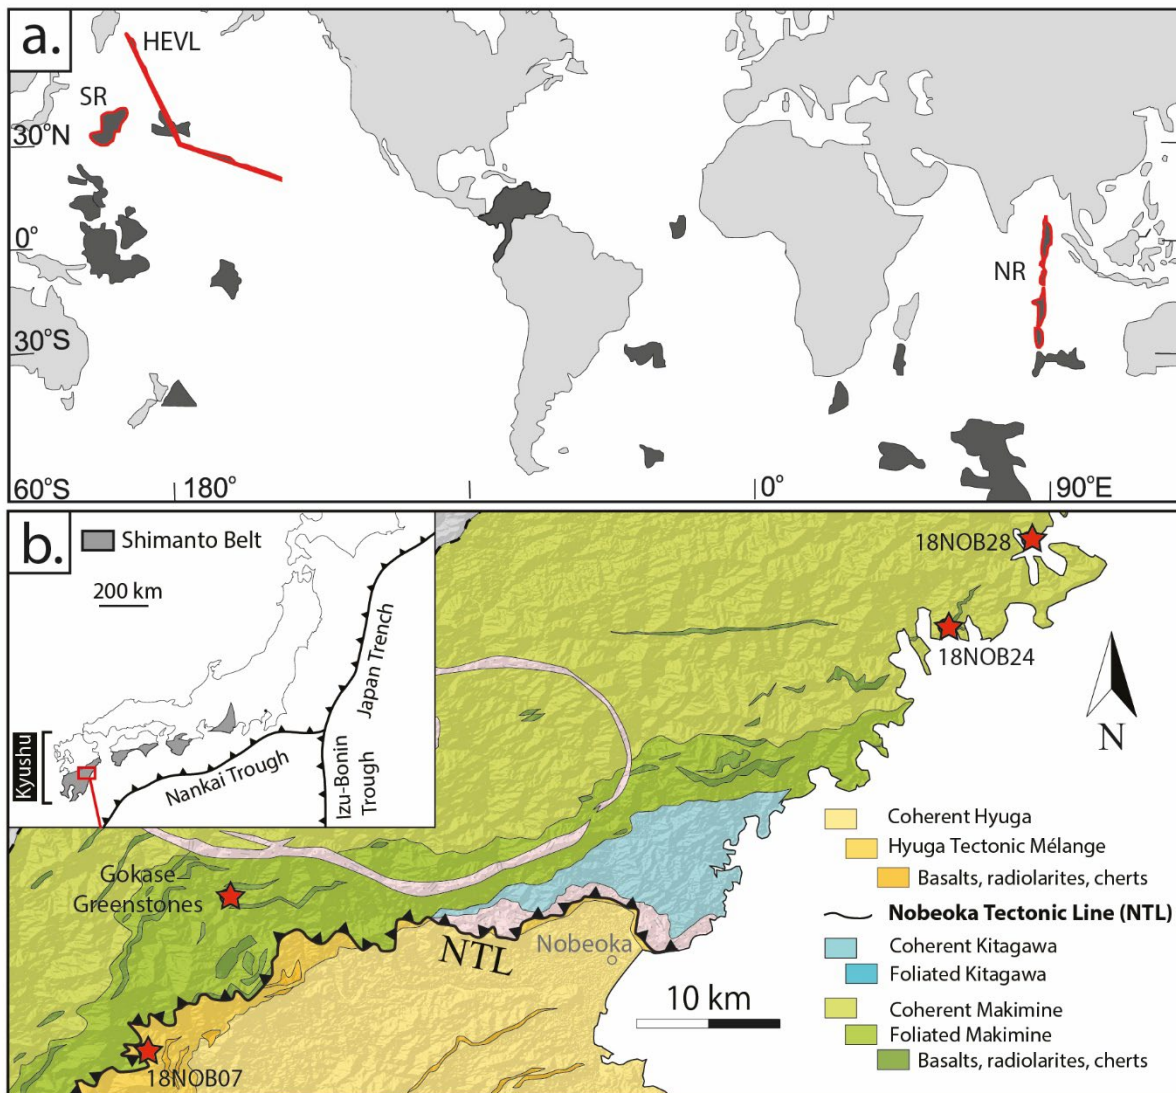 a.
HEVL
SR
30°N
0°
NR
30°S
60°S
180°
0°
90°E
b.
Shimanto Belt
200 km
Japan Trench
Nankai Trough
Izu-Bonin
Trough
Kyushu
18NOB28
18NOB24
N
Gokase–
Greenstones
NTL
Nobeoka
10 km
18NOB07
Coherent Hyuga
Hyuga Tectonic Mélange
Basalts, radiolarites, cherts
Nobeoka Tectonic Line (NTL)
Coherent Kitagawa
Foliated Kitagawa
Coherent Makimine
Foliated Makimine
Basalts, radiolarites, cherts